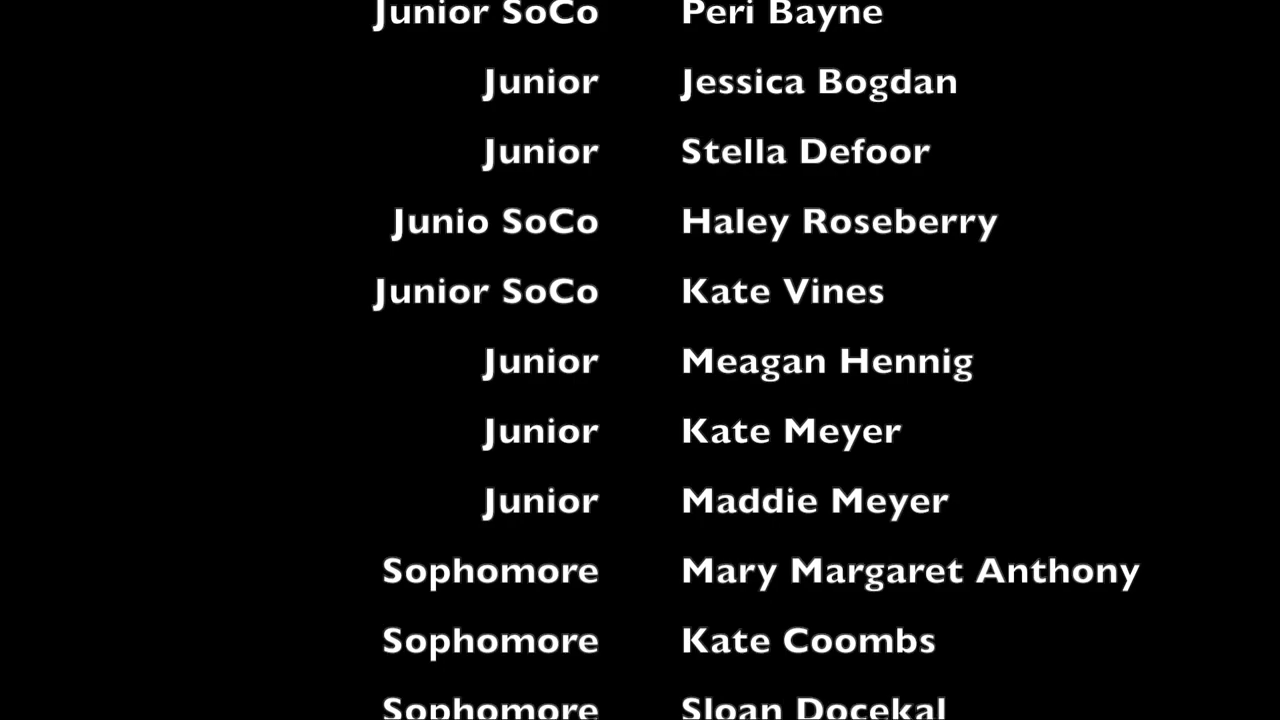 Junior SoCo Peri Bayne
Junior Jessica Bogdan
Junior Stella Defoor
Junio SoCo Haley Roseberry
Junior SoCo Kate Vines
Junior Meagan Hennig
Junior Kate Meyer
Junior Maddie Meyer
Sophomore Mary Margaret Anthony
Sophomore Kate Coombs
Sophomore Sloan Docekal